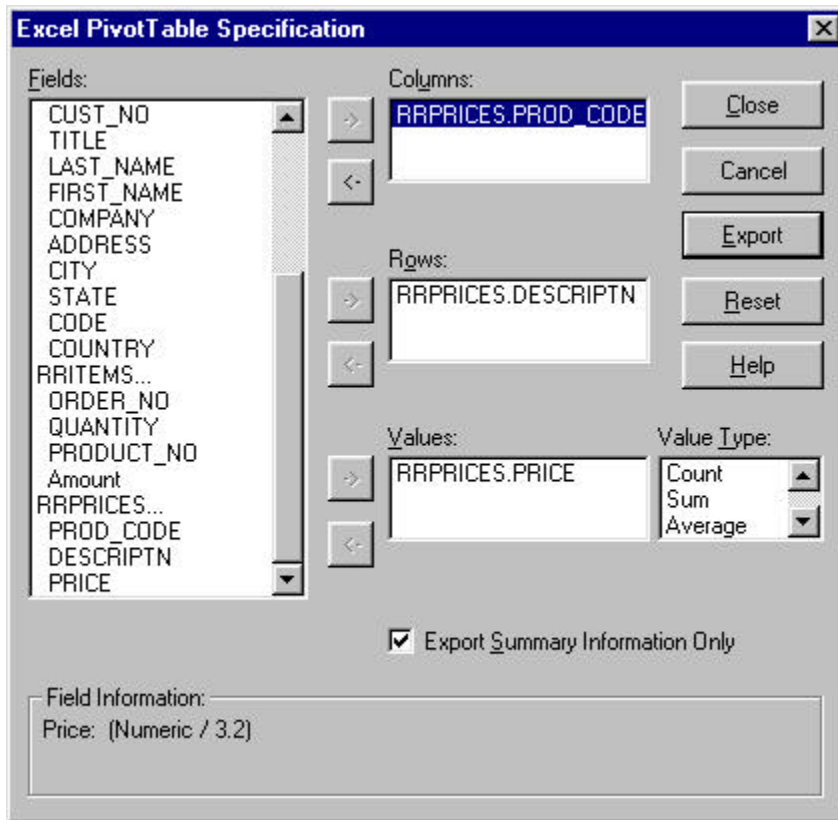 Excel PivotTable Specification
Fields:
CUST_NO
TITLE
LAST_NAME
FIRST_NAME
COMPANY
ADDRESS
CITY
STATE
CODE
COUNTRY
RRITEMS...
ORDER_NO
QUANTITY
PRODUCT_NO
Amount
RRPRICES...
PROD_CODE
DESCRIPTN
PRICE
->
<-
Columns:
RRPRICES.PROD_CODE
->
<-
Rows:
RRPRICES.DESCRIPTN
->
<-
Values:
RRPRICES.PRICE
Value Type:
Count
Sum
Average
Close
Cancel
Export
Reset
Help
Export Summary Information Only
Field Information:
Price: (Numeric / 3.2)